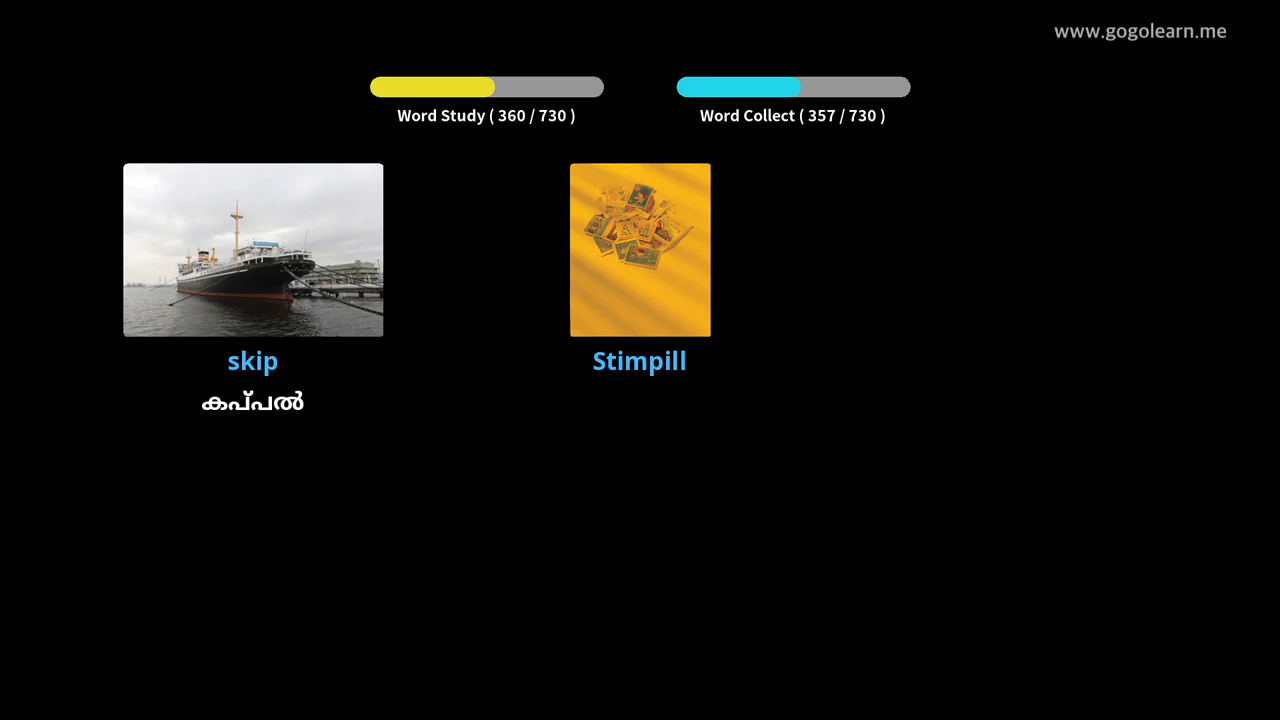 www.gogolearn.me
Word Study ( 360 / 730 )
Word Collect ( 357 / 730 )
skip
Stimpill
കപ്പൽ